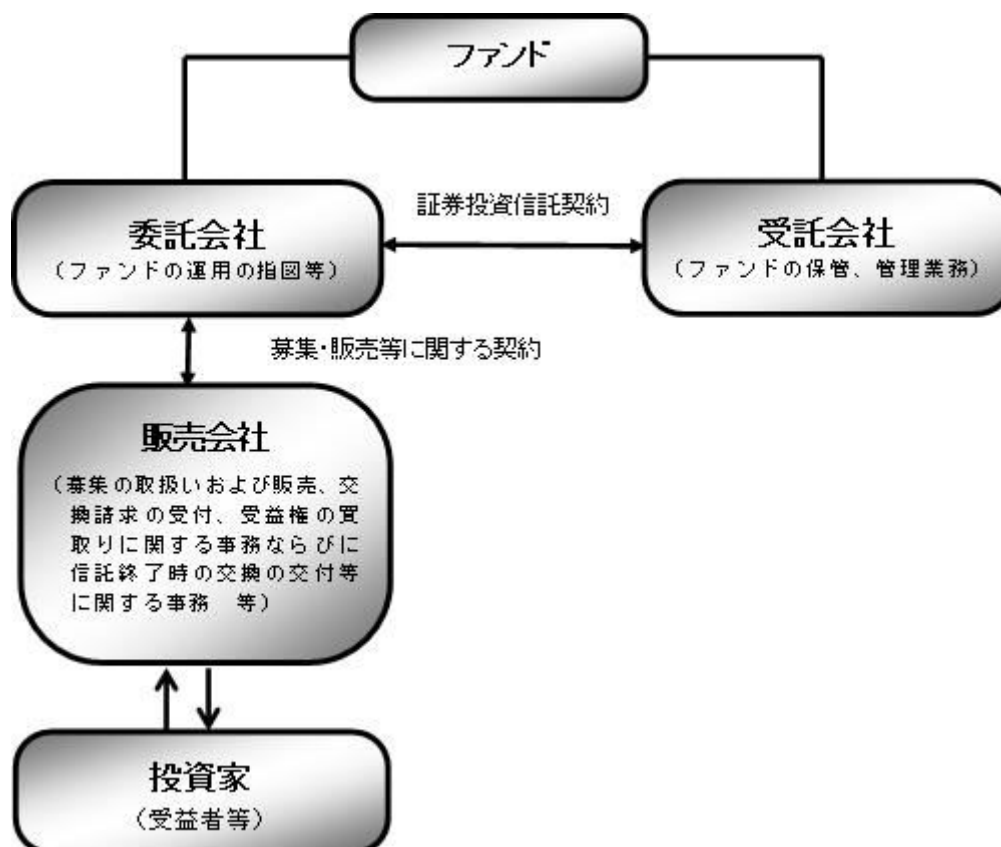 ファンド
証券投資信託契約
委託会社
（ファンドの運用の指図等）
受託会社
（ファンドの保管、管理業務）
募集・販売等に関する契約
販売会社
（募集の取扱いおよび販売、交
換請求の受付、受益権の買
取りに関する事務ならびに
信託終了時の交換の交付等
に関する事務　等）
投資家
（受益者等）